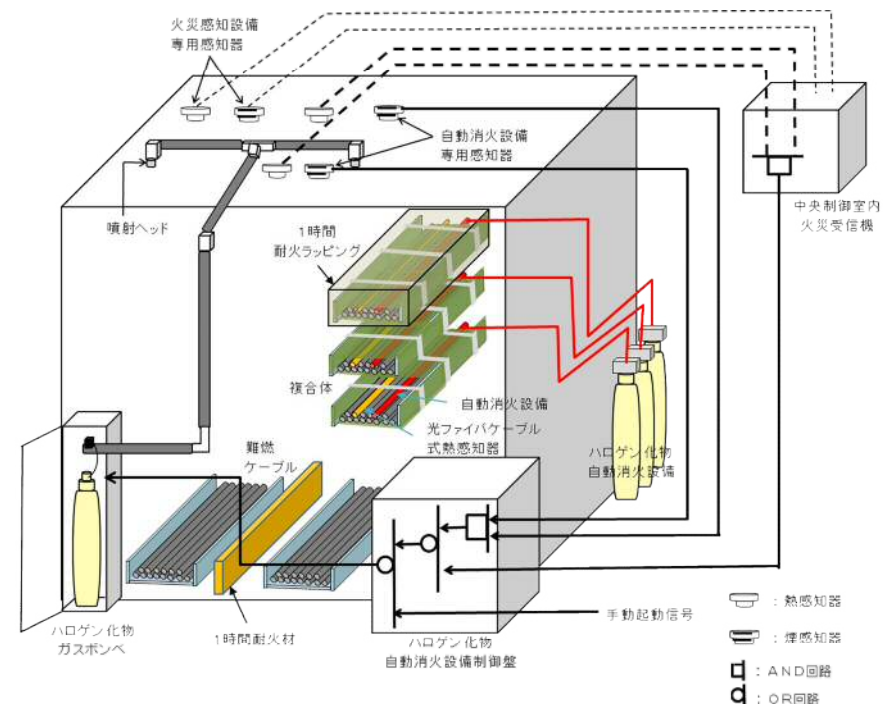 火災感知設備
専用感知器
自動消火設備
専用感知器
中央制御室内
火災受信機
噴射ヘッド
1時間
耐火ラッピング
複合体
自動消火設備
光ファイバケーブル
式熱感知器
ハロゲン化物
自動消火設備
難燃
ケーブル
ハロゲン化物
ガスボンベ
1時間耐火材
ハロゲン化物
自動消火設備制御盤
手動起動信号
：熱感知器
：煙感知器
：AND回路
：OR回路